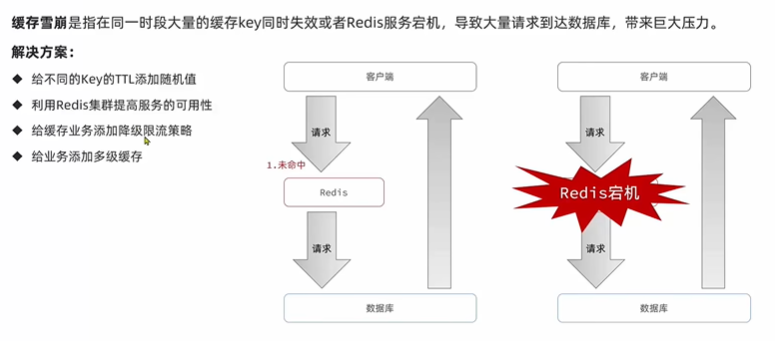 缓存雪崩是指在同一时段大量的缓存key同时失效或者Redis服务宕机，导致大量请求到达数据库，带来巨大压力。
解决方案：
◆ 给不同的Key的TTL添加随机值
◆ 利用Redis集群提高服务的可用性
◆ 给缓存业务添加降级限流策略
◆ 给业务添加多级缓存
客户端
请求
1.未命中
Redis
请求
数据库
客户端
请求
Redis宕机
请求
数据库